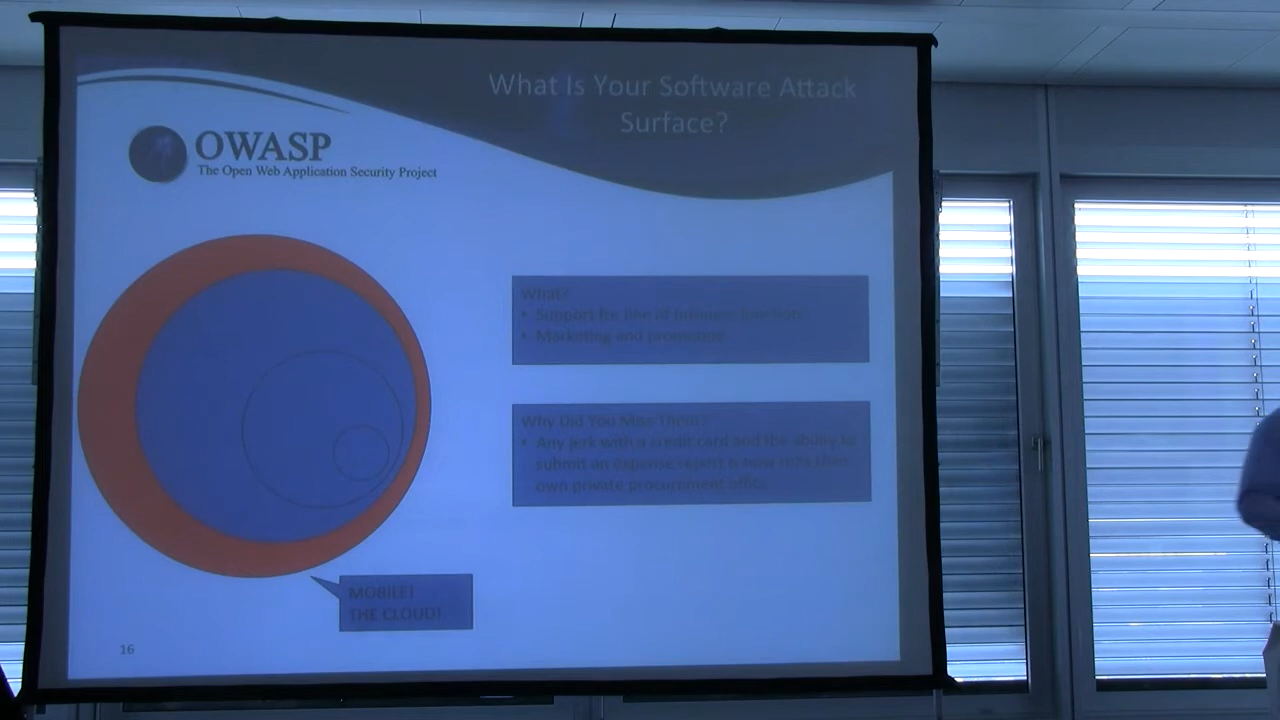 What Is Your Software Attack
Surface?
OWASP
The Open Web Application Security Project
What?
• Support for line of business function
• Marketing and promotion
Why Did You Miss Them?
• Any jerk with a credit card and the ability to
submit an expense report is now runs their
own private procurement office
MOBILE!
THE CLOUD!
16